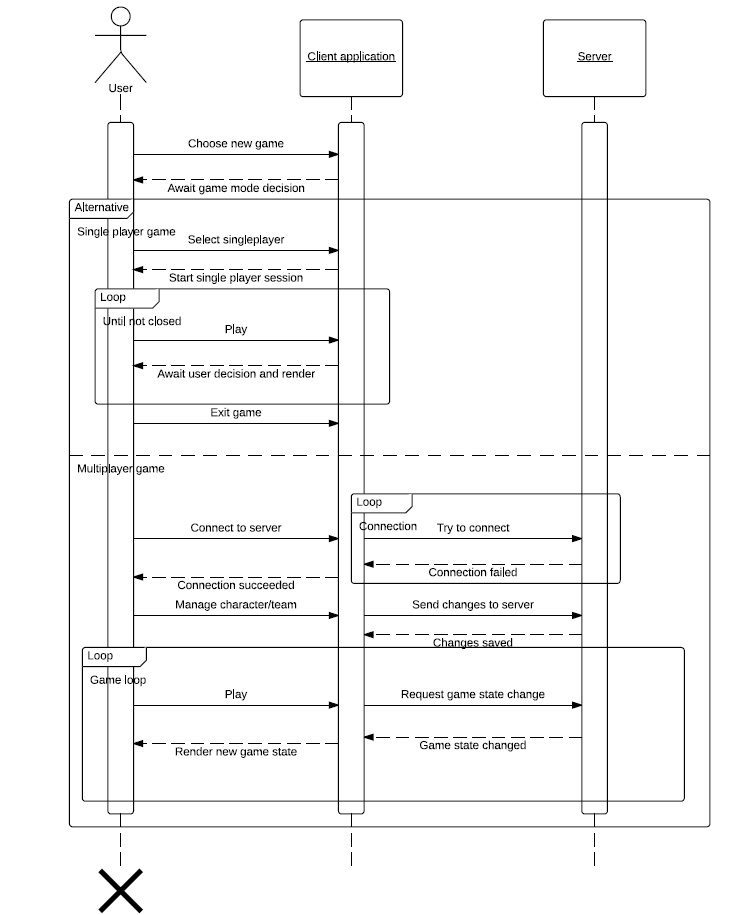 Client application
Server
User
Choose new game
Await game mode decision
Alternative
Single player game
Select singleplayer
Start single player session
Loop
Until not closed
Play
Await user decision and render
Exit game
Multiplayer game
Loop
Connection
Connect to server
Try to connect
Connection failed
Connection succeeded
Manage character/team
Send changes to server
Changes saved
Loop
Game loop
Play
Request game state change
Render new game state
Game state changed